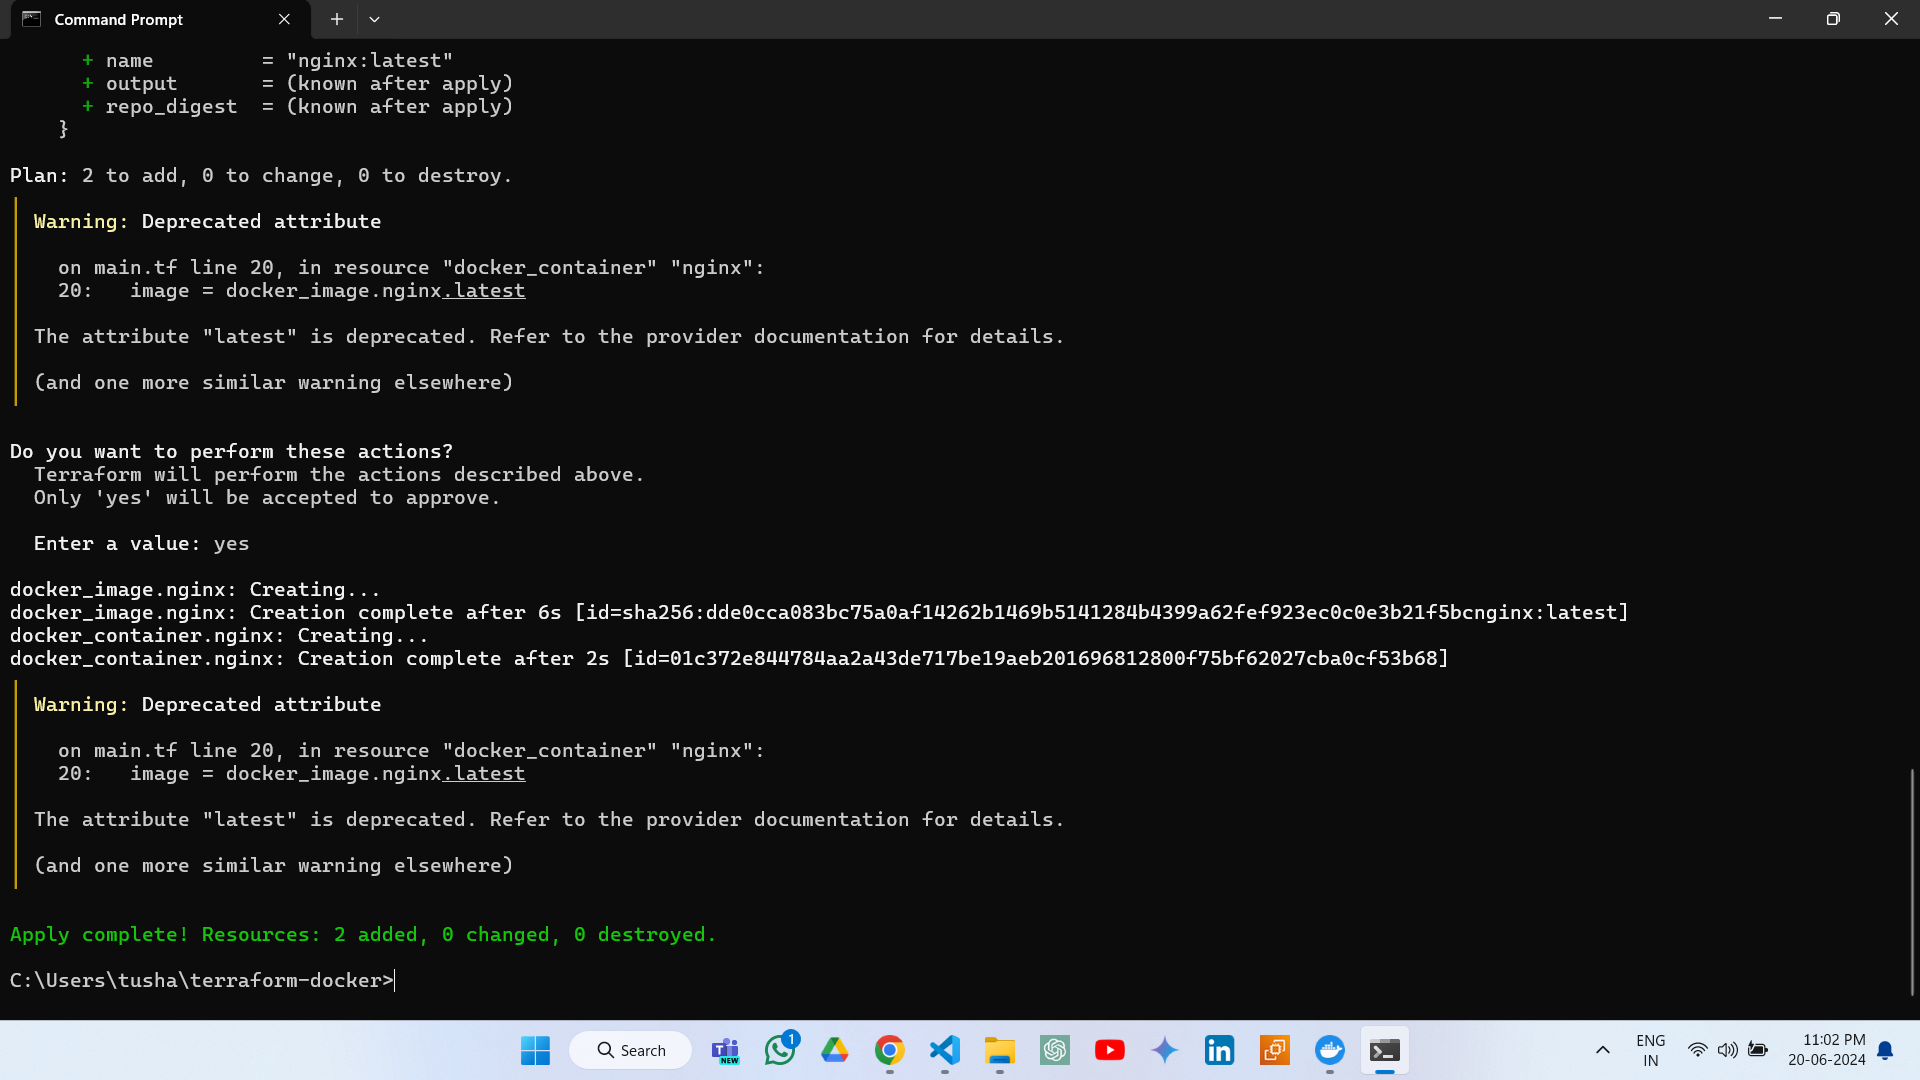 Command Prompt
+ name         = "nginx:latest"
+ output       = (known after apply)
+ repo_digest  = (known after apply)
}
Plan: 2 to add, 0 to change, 0 to destroy.
Warning: Deprecated attribute
on main.tf line 20, in resource "docker_container" "nginx":
20:   image = docker_image.nginx.latest
The attribute "latest" is deprecated. Refer to the provider documentation for details.
(and one more similar warning elsewhere)
Do you want to perform these actions?
Terraform will perform the actions described above.
Only 'yes' will be accepted to approve.
Enter a value: yes
docker_image.nginx: Creating...
docker_image.nginx: Creation complete after 6s [id=sha256:dde0cca083bc75a0af14262b1469b5141284b4399a62fef923ec0c0e3b21f5bcnginx:latest]
docker_container.nginx: Creating...
docker_container.nginx: Creation complete after 2s [id=01c372e844784aa2a43de717be19aeb201696812800f75bf62027cba0cf53b68]
Warning: Deprecated attribute
on main.tf line 20, in resource "docker_container" "nginx":
20:   image = docker_image.nginx.latest
The attribute "latest" is deprecated. Refer to the provider documentation for details.
(and one more similar warning elsewhere)
Apply complete! Resources: 2 added, 0 changed, 0 destroyed.
C:\Users\tusha\terraform-docker>
Search
NEW
1
ENG
IN
11:02 PM
20-06-2024